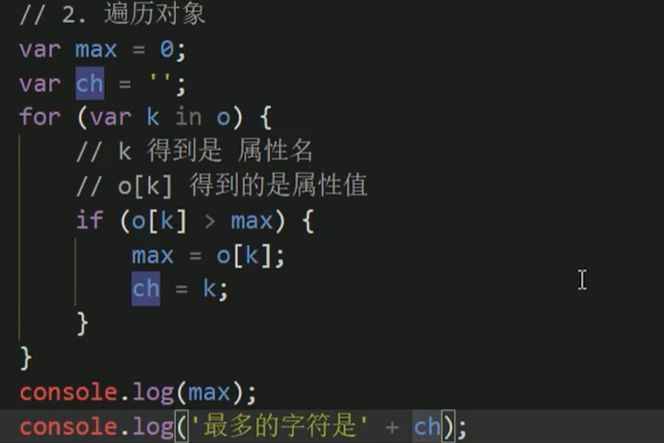 // 2. 遍历对象
var max = 0;
var ch = '';
for (var k in o) {
// k 得到是 属性名
// o[k] 得到的是属性值
if (o[k] > max) {
max = o[k];
ch = k;
}
}
console.log(max);
console.log('最多的字符是' + ch);